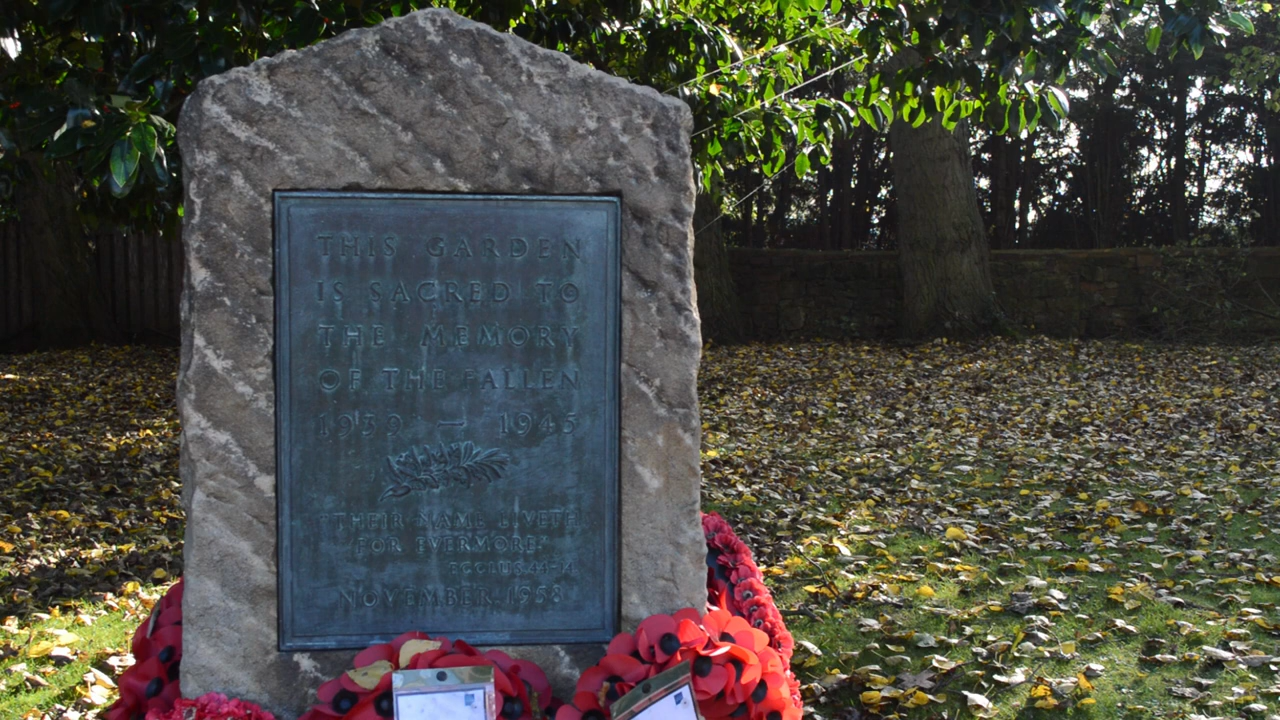 THIS GARDEN
IS SACRED TO
THE MEMORY
OF THE FALLEN
1939 — 1945
"THEIR NAME LIVETH
FOR EVERMORE"
ECCLUS. 44-14
NOVEMBER 1958